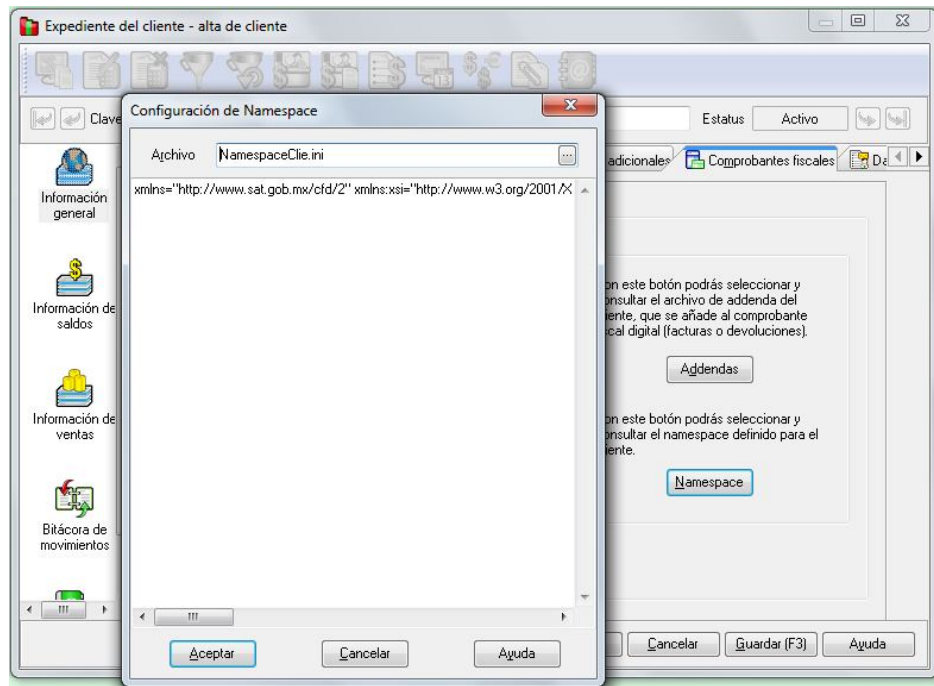 Expediente del cliente - alta de cliente
13
Clave
Estatus
Activo
Configuración de Namespace
Archivo
NamespaceClie.ini
...
xmlns="http://www.sat.gob.mx/cfd/2" xmlns:xsi="http://www.w3.org/2001/X
adicionales
Comprobantes fiscales
Da
Información
general
Información de
saldos
Información de
ventas
Bitácora de
movimientos
on este botón podrás seleccionar y
onsultar el archivo de addenda del
iente, que se añade al comprobante
scal digital (facturas o devoluciones).
Addendas
on este botón podrás seleccionar y
onsultar el namespace definido para el
iente.
Namespace
Aceptar
Cancelar
Ayuda
Cancelar
Guardar (F3)
Ayuda